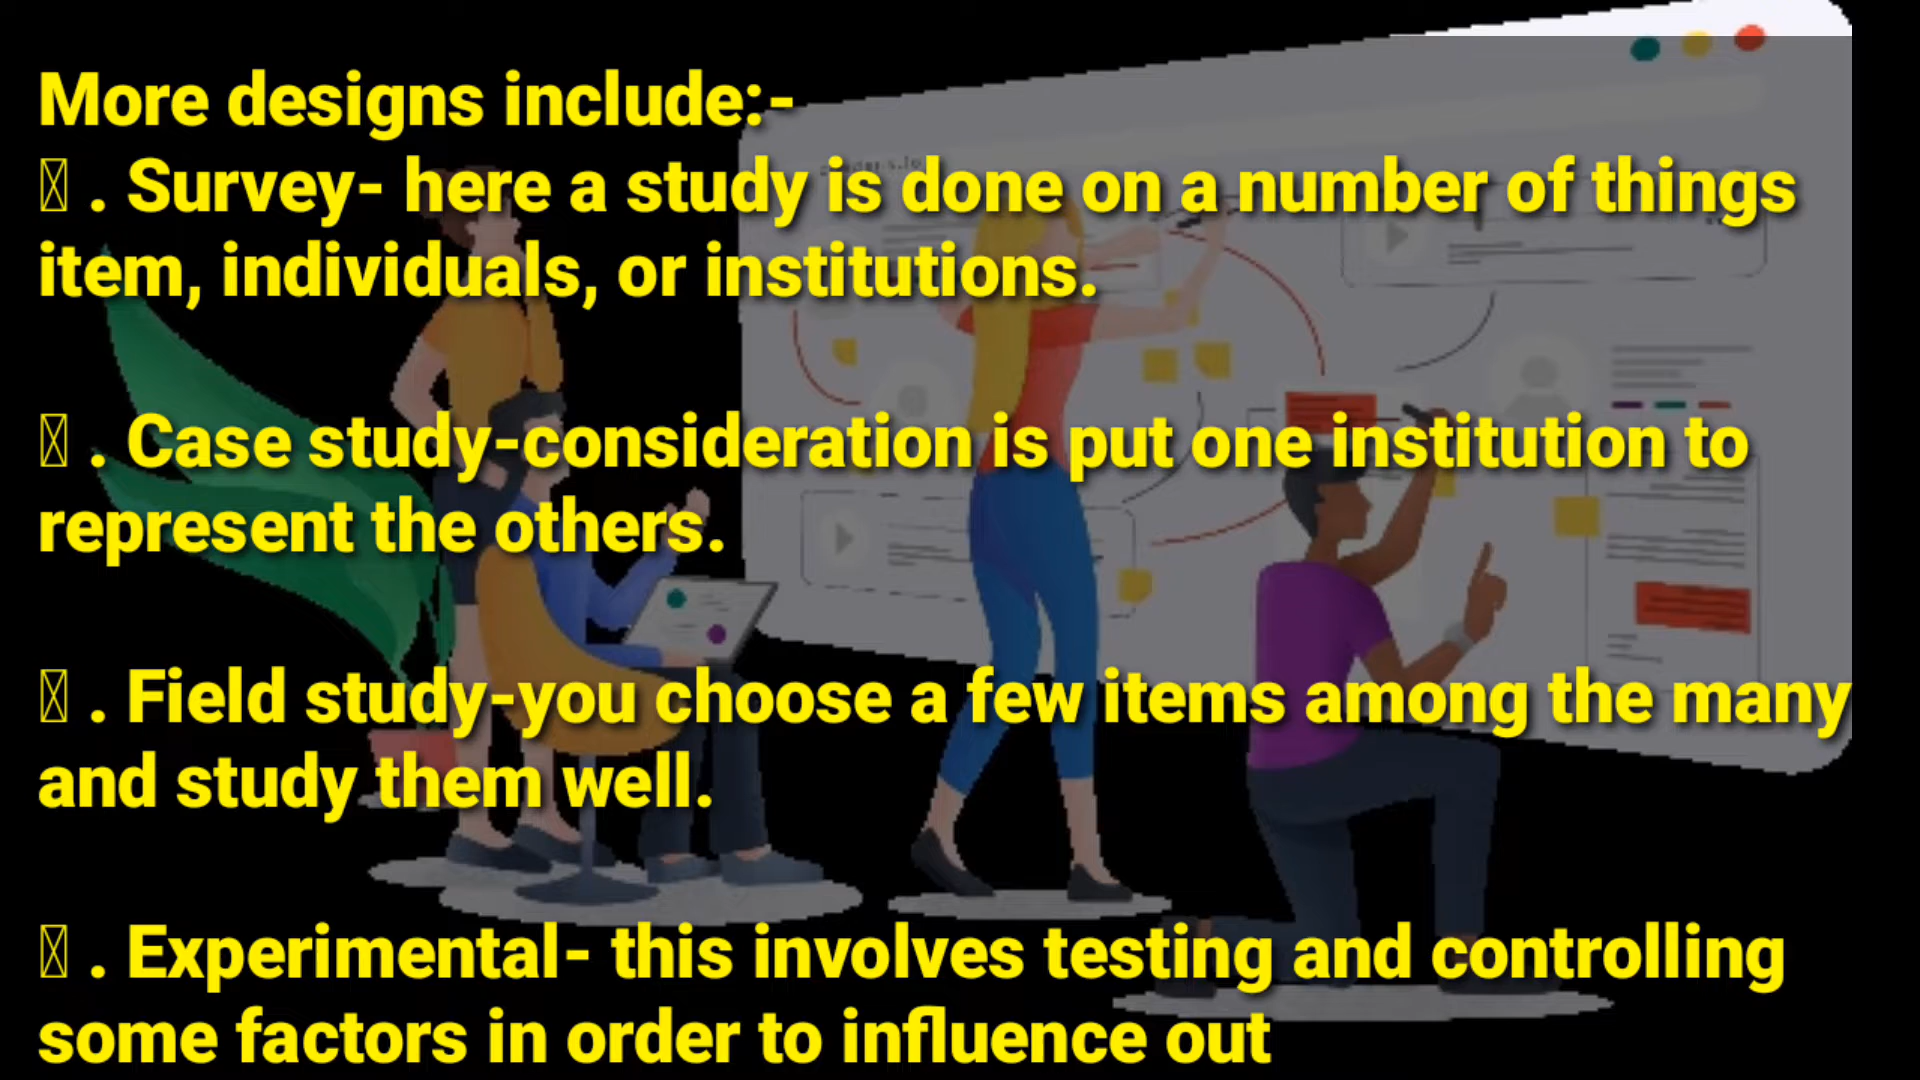 More designs include:-
. Survey- here a study is done on a number of things
item, individuals, or institutions.
. Case study-consideration is put one institution to
represent the others.
. Field study-you choose a few items among the many
and study them well.
. Experimental- this involves testing and controlling
some factors in order to influence out